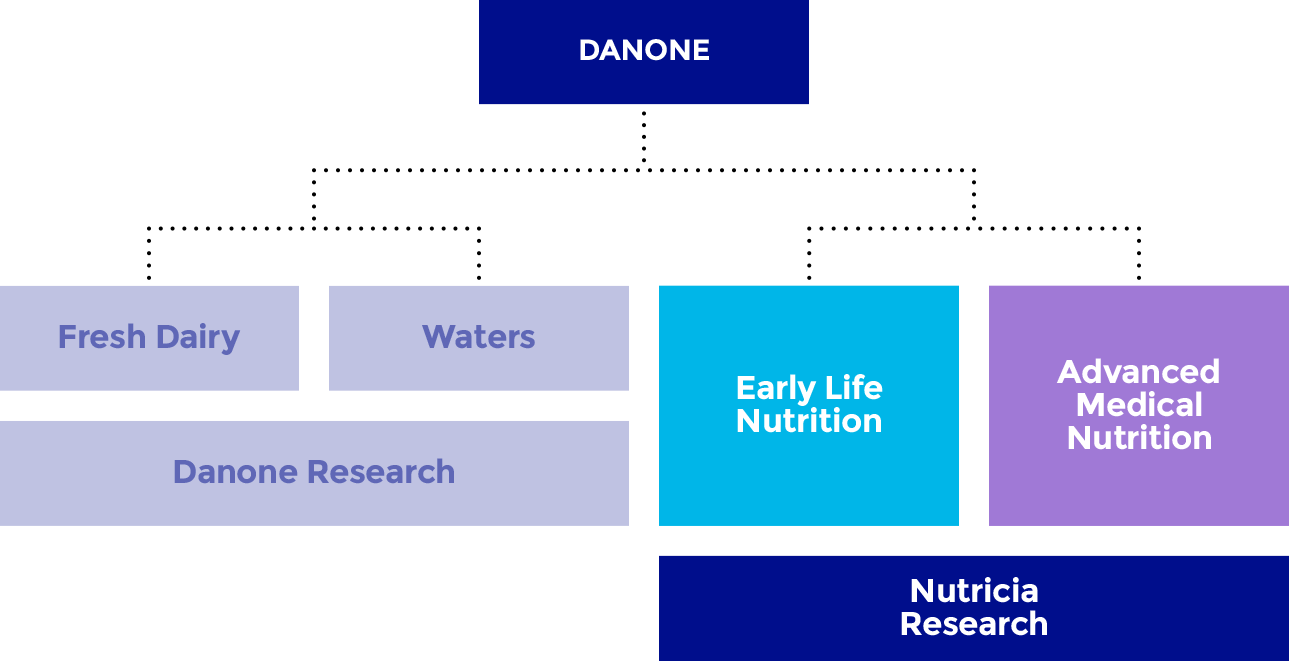 DANONE
Fresh Dairy
Waters
Early Life
Nutrition
Advanced
Medical
Nutrition
Danone Research
Nutricia
Research